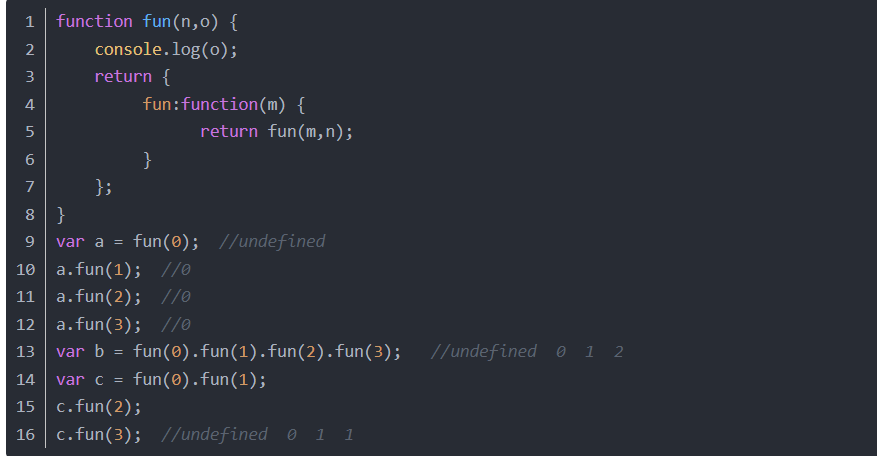 1 function fun(n,o) {
2     console.log(o);
3     return {
4          fun:function(m) {
5                return fun(m,n);
6          }
7     };
8 }
9 var a = fun(0);  //undefined
10 a.fun(1);  //0
11 a.fun(2);  //0
12 a.fun(3);  //0
13 var b = fun(0).fun(1).fun(2).fun(3);   //undefined  0  1  2
14 var c = fun(0).fun(1);
15 c.fun(2);
16 c.fun(3);  //undefined  0  1  1